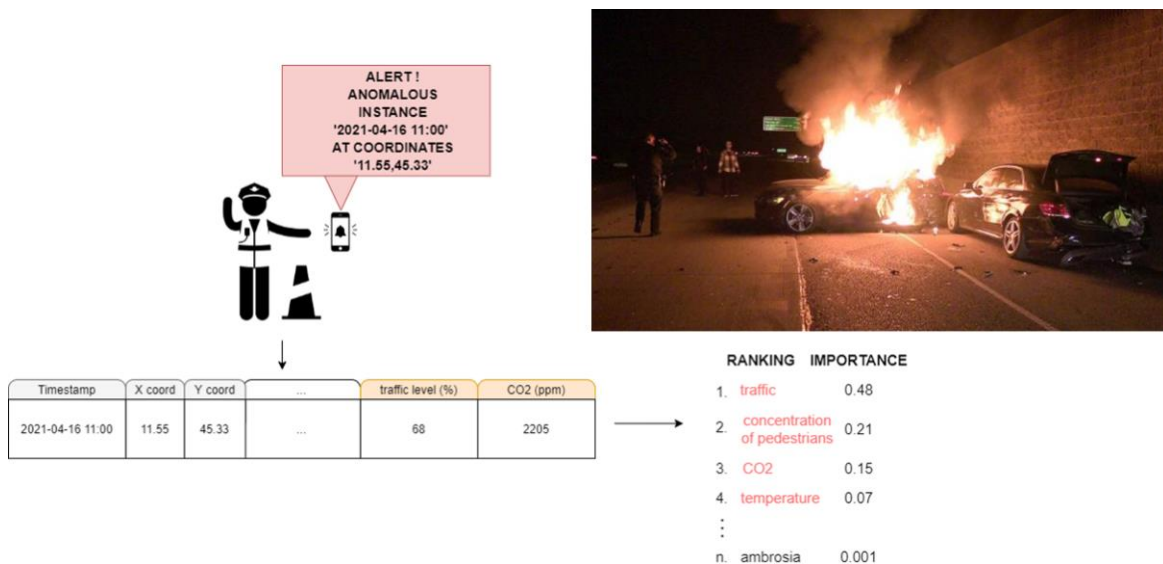 ALERT !
ANOMALOUS
INSTANCE
'2021-04-16 11:00'
AT COORDINATES
'11.55,45.33'
Timestamp X coord Y coord ... traffic level (%) CO2 (ppm)
2021-04-16 11:00 11.55 45.33 ... 68 2205
RANKING IMPORTANCE
1. traffic 0.48
2. concentration of pedestrians 0.21
3. CO2 0.15
4. temperature 0.07
n. ambrosia 0.001